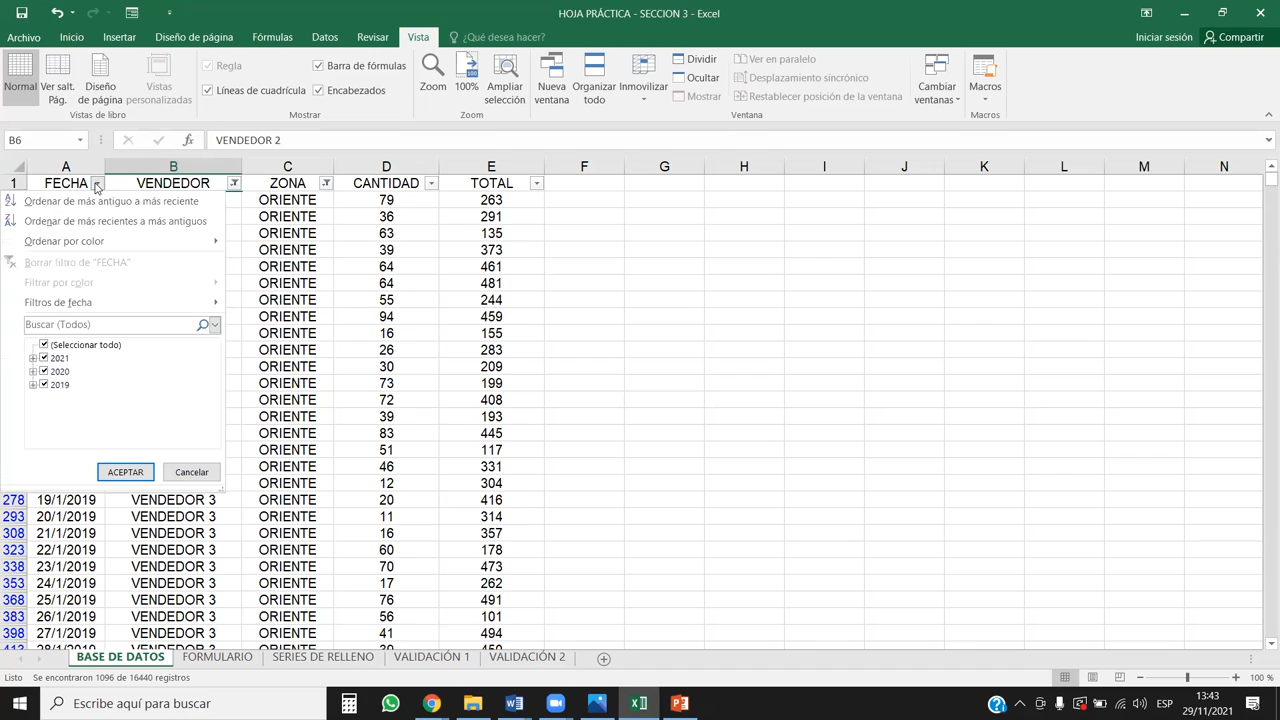 HOJA PRÁCTICA - SECCION 3 - Excel
Archivo Inicio Insertar Diseño de página Fórmulas Datos Revisar Vista ¿Qué desea hacer? Iniciar sesión Compartir
Normal Ver salt. Pág. Diseño de página Vistas personalizadas
Vistas de libro
Regla Barra de fórmulas
Líneas de cuadrícula Encabezados
Mostrar
Zoom 100% Ampliar selección
Zoom
Nueva ventana Organizar todo Inmovilizar
Dividir Ver en paralelo
Ocultar Desplazamiento sincrónico
Mostrar Restablecer posición de la ventana
Cambiar ventanas
Ventana
Macros
Macros
B6 fx VENDEDOR 2
A B C D E F G H I J K L M N
1 FECHA VENDEDOR ZONA CANTIDAD TOTAL
Ordenar de más antiguo a más reciente
Ordenar de más recientes a más antiguos
Ordenar por color
Borrar filtro de "FECHA"
Filtrar por color
Filtros de fecha
Buscar (Todos)
(Seleccionar todo)
2021
2020
2019
ACEPTAR Cancelar
ORIENTE 79 263
ORIENTE 36 291
ORIENTE 63 135
ORIENTE 39 373
ORIENTE 64 461
ORIENTE 64 481
ORIENTE 55 244
ORIENTE 94 459
ORIENTE 16 155
ORIENTE 26 283
ORIENTE 30 209
ORIENTE 73 199
ORIENTE 72 408
ORIENTE 39 193
ORIENTE 83 445
ORIENTE 51 117
ORIENTE 46 331
ORIENTE 12 304
278 19/1/2019 VENDEDOR 3 ORIENTE 20 416
293 20/1/2019 VENDEDOR 3 ORIENTE 11 314
308 21/1/2019 VENDEDOR 3 ORIENTE 16 357
323 22/1/2019 VENDEDOR 3 ORIENTE 60 178
338 23/1/2019 VENDEDOR 3 ORIENTE 70 473
353 24/1/2019 VENDEDOR 3 ORIENTE 17 262
368 25/1/2019 VENDEDOR 3 ORIENTE 76 491
383 26/1/2019 VENDEDOR 3 ORIENTE 56 101
398 27/1/2019 VENDEDOR 3 ORIENTE 41 494
BASE DE DATOS FORMULARIO SERIES DE RELLENO VALIDACIÓN 1 VALIDACIÓN 2
Listo Se encontraron 1096 de 16440 registros 100 %
Escribe aquí para buscar
ESP
13:43
29/11/2021